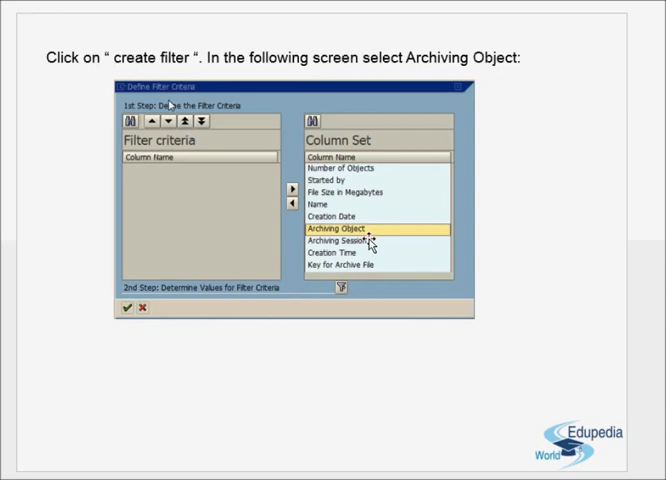 Click on “ create filter “. In the following screen select Archiving Object:
Define Filter Criteria
1st Step: Define the Filter Criteria
Filter criteria
Column Name
Column Set
Column Name
Number of Objects
Started by
File Size in Megabytes
Name
Creation Date
Archiving Object
Archiving Session
Creation Time
Key for Archive File
2nd Step: Determine Values for Filter Criteria
Edupedia
World